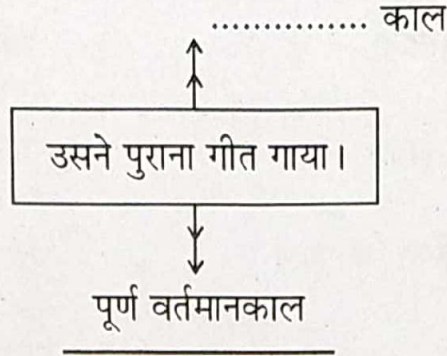 .............. काल
उसने पुराना गीत गाया।
पूर्ण वर्तमानकाल